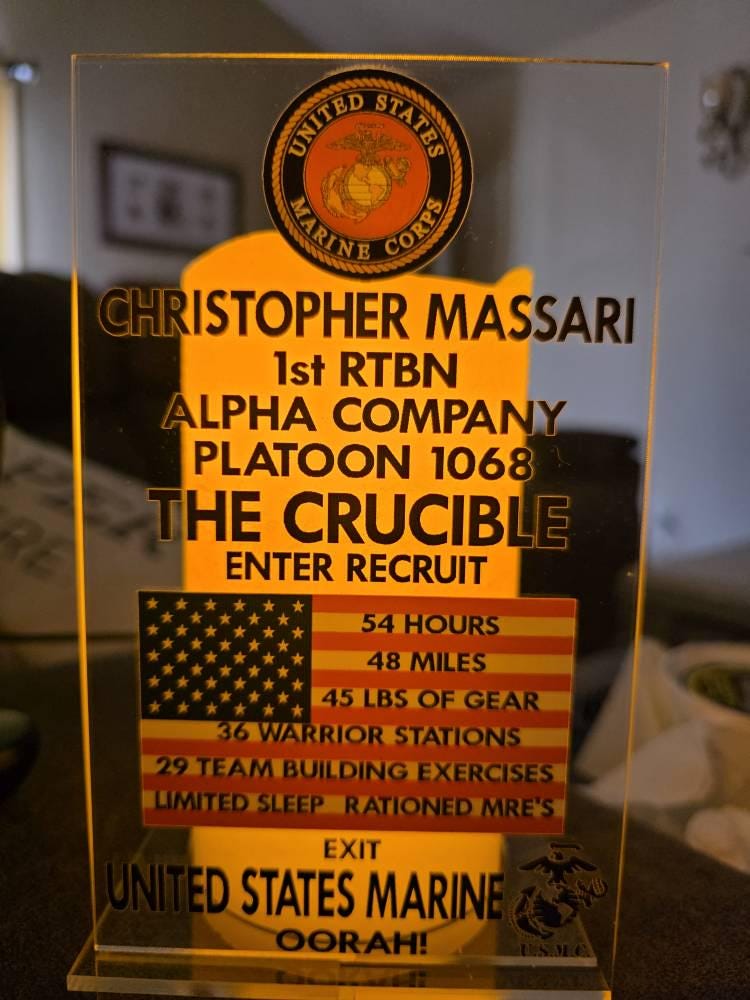 UNITED STATES
MARINE CORPS
CHRISTOPHER MASSARI
1st RTBN
ALPHA COMPANY
PLATOON 1068
THE CRUCIBLE
ENTER RECRUIT
54 HOURS
48 MILES
45 LBS OF GEAR
36 WARRIOR STATIONS
29 TEAM BUILDING EXERCISES
LIMITED SLEEP RATIONED MRE'S
EXIT
UNITED STATES MARINE
OORAH!
U.S.M.C.